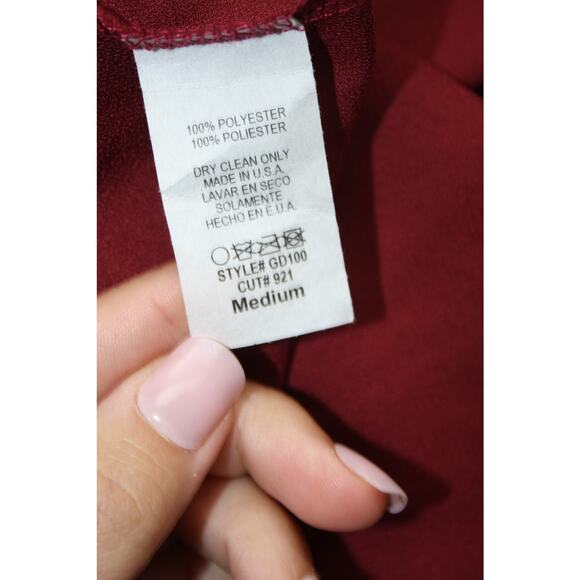 100% POLYESTER
100% POLIESTER
DRY CLEAN ONLY
MADE IN U.S.A.
LAVAR EN SECO
SOLAMENTE
HECHO EN E.U.A.
STYLE# GD100
CUT# 921
Medium